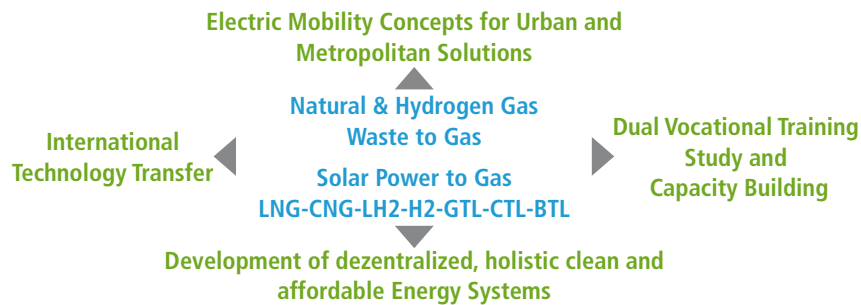 Electric Mobility Concepts for Urban and
Metropolitan Solutions
Natural & Hydrogen Gas
Waste to Gas
International
Technology Transfer
Dual Vocational Training
Study and
Capacity Building
Solar Power to Gas
LNG-CNG-LH2-H2-GTL-CTL-BTL
Development of dezentralized, holistic clean and
affordable Energy Systems